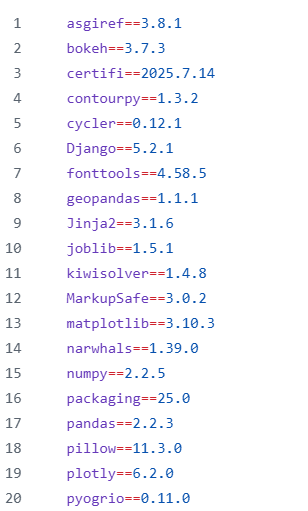 1 asgiref==3.8.1
2 bokeh==3.7.3
3 certifi==2025.7.14
4 contourpy==1.3.2
5 cycler==0.12.1
6 Django==5.2.1
7 fonttools==4.58.5
8 geopandas==1.1.1
9 Jinja2==3.1.6
10 joblib==1.5.1
11 kiwisolver==1.4.8
12 MarkupSafe==3.0.2
13 matplotlib==3.10.3
14 narwhals==1.39.0
15 numpy==2.2.5
16 packaging==25.0
17 pandas==2.2.3
18 pillow==11.3.0
19 plotly==6.2.0
20 pyogrio==0.11.0